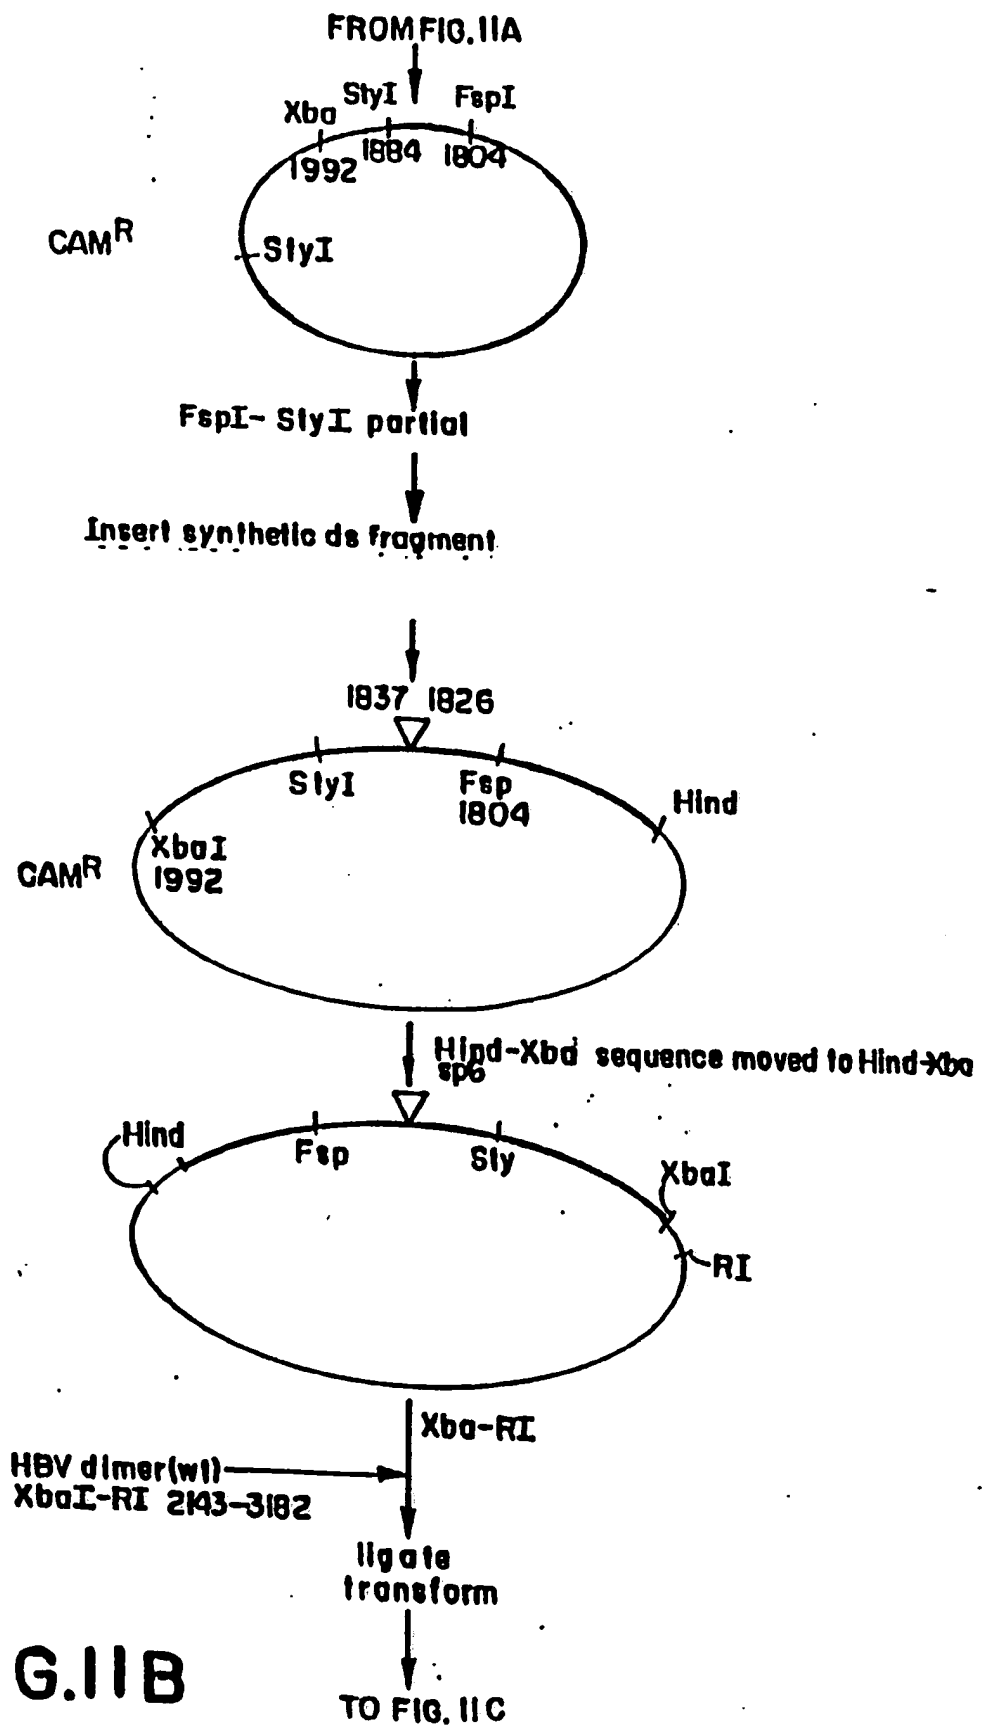 FROM FIG. 11A
Xba StyI FspI
1992 1884 1804
CAMR
StyI
FspI- StyI partial
Insert synthetic ds fragment
1837 1826
StyI
Fsp
1804
Hind
XbaI
1992
CAMR
Hind-Xba sequence moved to Hind-Xba
sp6
Hind
Fsp
Sty
XbaI
RI
Xba-RI
HBV dimer(wt)
XbaI-RI 2143-3182
ligate
transform
G.11B
TO FIG. 11C